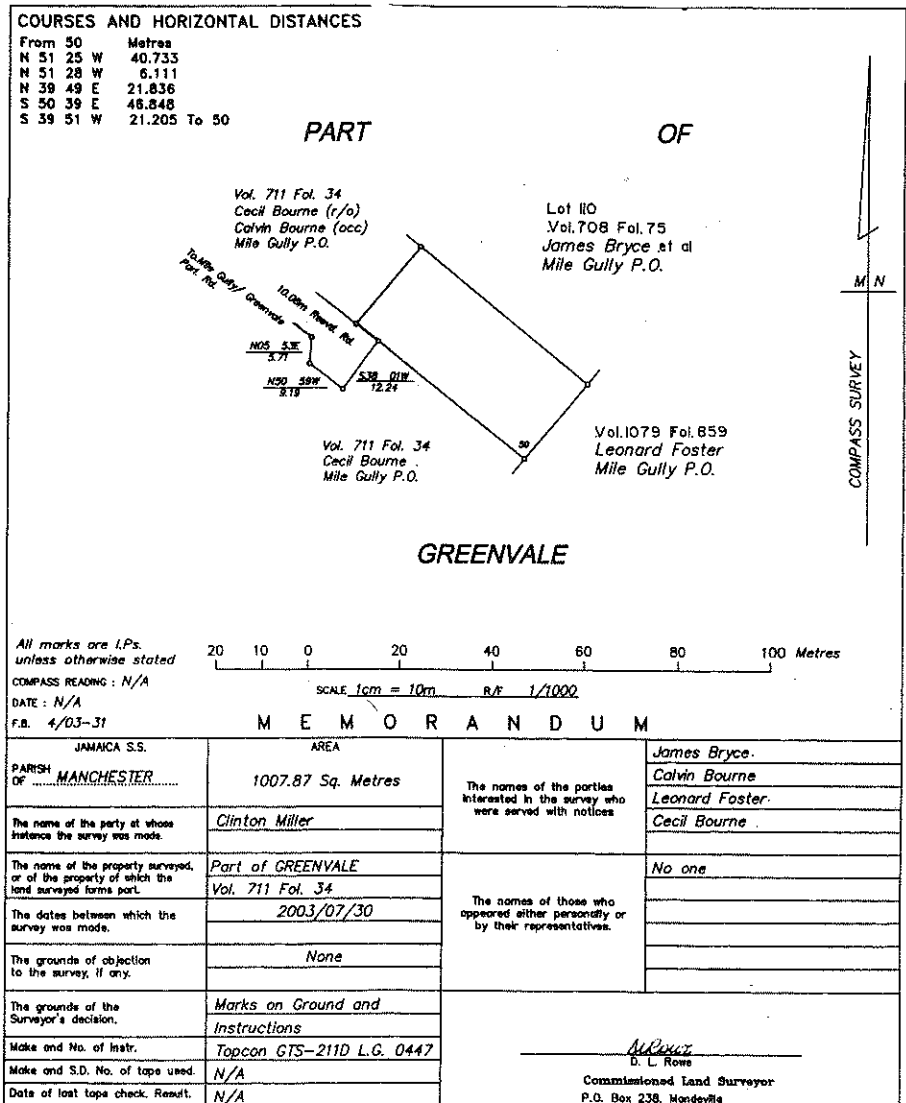 COURSES AND HORIZONTAL DISTANCES
From 50 Metres
N 51 25 W 40.733
N 51 28 W 6.111
N 39 49 E 21.836
S 50 39 E 46.848
S 39 51 W 21.205 To 50
PART OF
Vol. 711 Fol. 34
Cecil Bourne (r/o)
Calvin Bourne (occ)
Mile Gully P.O.
Lot 110
Vol. 708 Fol. 75
James Bryce et al
Mile Gully P.O.
M N
COMPASS SURVEY
To Mile Gully/ Greenvale
Part. Rd.
10.06m Reserved Rd.
N05 53E
5.71
N50 59W
9.19
S38 01W
12.24
50
Vol. 711 Fol. 34
Cecil Bourne .
Mile Gully P.O.
Vol.1079 Fol.659
Leonard Foster
Mile Gully P.O.
GREENVALE
All marks are I.Ps.
unless otherwise stated
COMPASS READING : N/A
DATE : N/A
F.B. 4/03-31
20 10 0 20 40 60 80 100 Metres
SCALE 1cm = 10m R/F 1/1000
M E M O R A N D U M
JAMAICA S.S.
PARISH OF MANCHESTER
AREA
1007.87 Sq. Metres
The names of the parties
interested in the survey who
were served with notices
James Bryce.
Calvin Bourne
Leonard Foster.
Cecil Bourne .
The name of the party at whose
instance the survey was made.
Clinton Miller
The name of the property surveyed,
or of the property of which the
land surveyed forms part.
Part of GREENVALE
Vol. 711 Fol. 34
The names of those who
appeared either personally or
by their representatives.
No one
The dates between which the
survey was made.
2003/07/30
The grounds of objection
to the survey, if any.
None
The grounds of the
Surveyor's decision.
Marks on Ground and
Instructions
Make and No. of Instr.
Topcon GTS-211D L.G. 0447
Make and S.D. No. of tape used.
N/A
Date of last tape check. Result.
N/A
D. L. Rowe
Commissioned Land Surveyor
P.O. Box 238, Mandeville